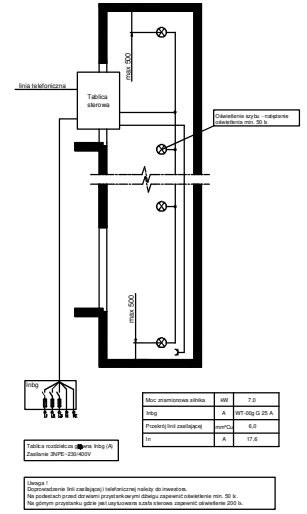 max 500
linia telefoniczna
Tablica
sterowa
Oświetlenie szybu - natężenie
oświetlenia min. 50 lx
max 500
Inbg
Moc znamionowa silnika kW 7,0
Inbg A WT-00g G 25 A
Przekrój linii zasilającej mm²Cu 6,0
In A 17,6
Tablica rozdzielcza główna Inbg (A)
Zasilanie 3NPE~230/400V
Uwaga !
Doprowadzenie linii zasilającej i telefonicznej należy do inwestora.
Na podestach przed drzwiami przystankowymi dźwigu zapewnić oświetlenie min. 50 lx.
Na górnym przystanku gdzie jest usytuowana szafa sterowa zapewnić oświetlenie 200 lx.